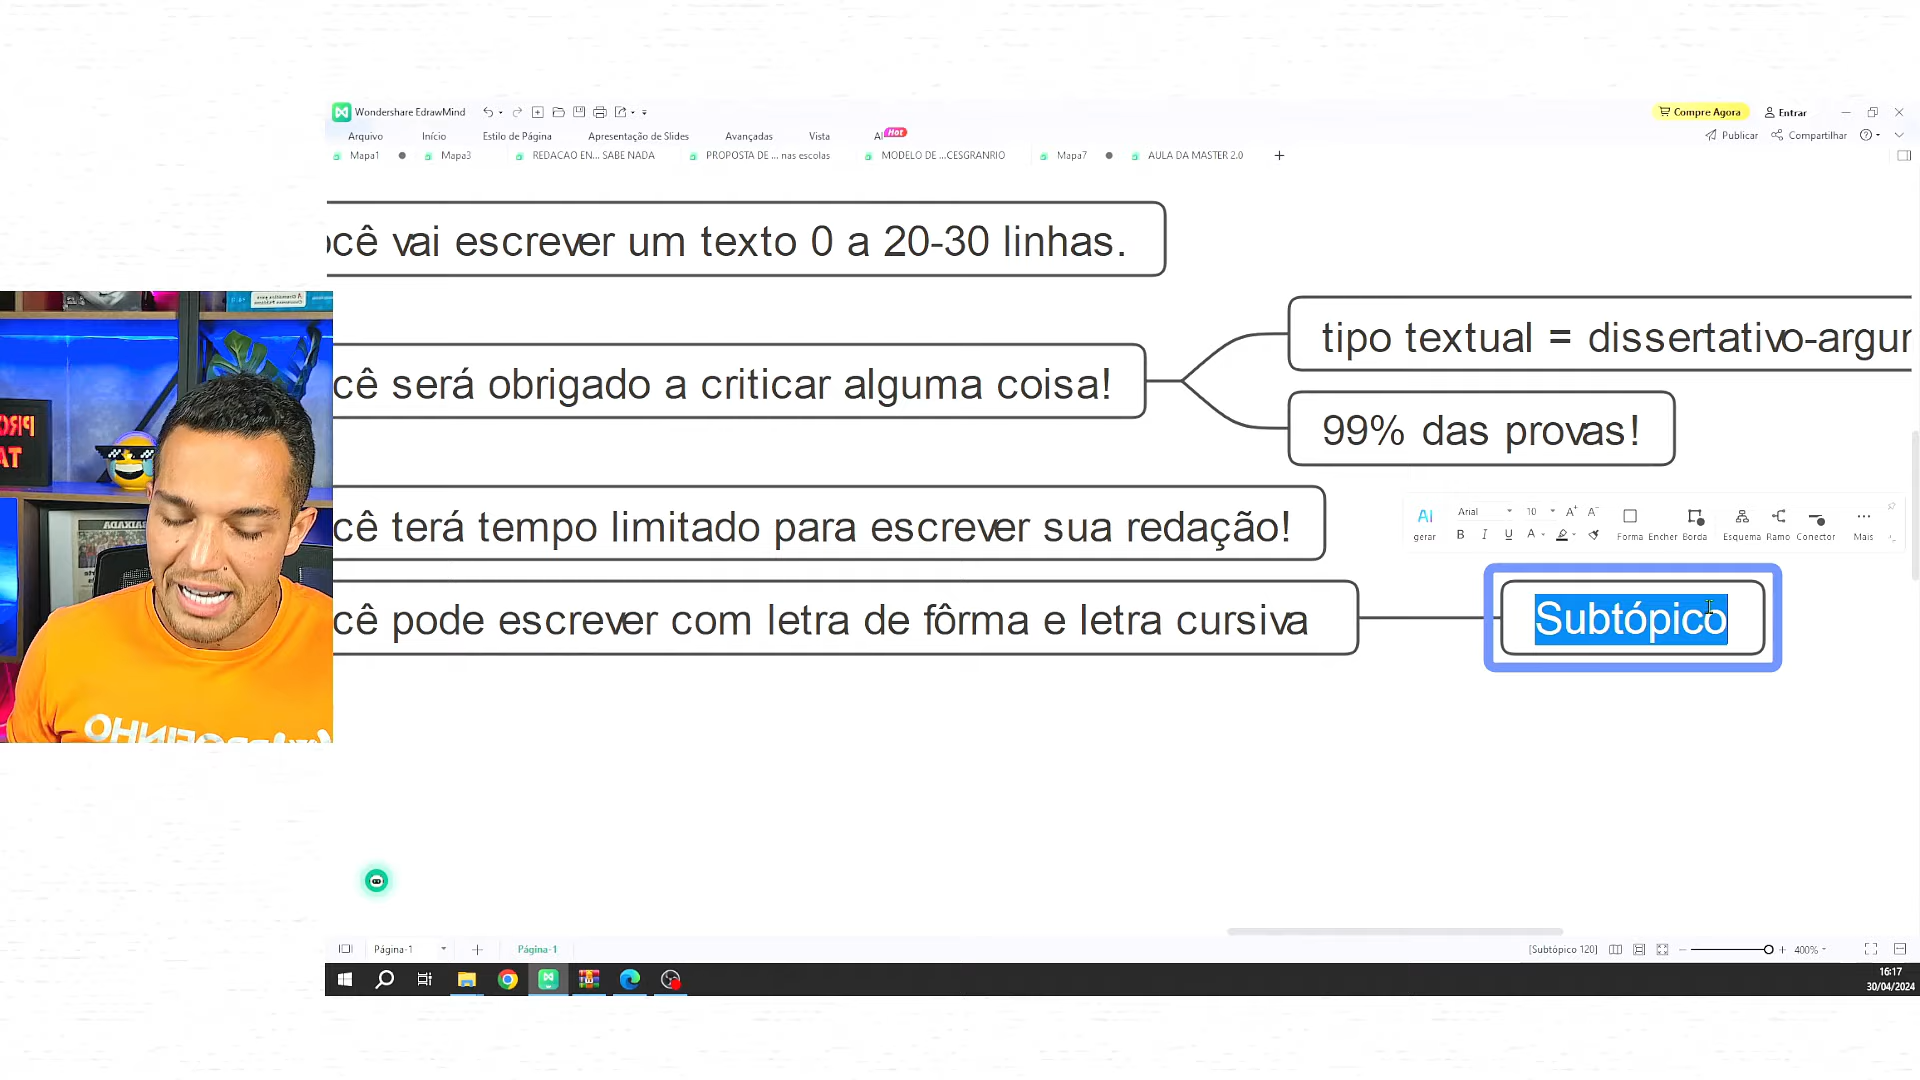 Wondershare EdrawMind
Compre Agora
Entrar
Arquivo
Início
Estilo de Página
Apresentação de Slides
Avançadas
Vista
AI
Hot
Publicar
Compartilhar
Mapa1
Mapa3
REDACAO EN... SABE NADA
PROPOSTA DE ... nas escolas
MODELO DE ...CESGRANRIO
Mapa7
AULA DA MASTER 2.0
ocê vai escrever um texto 0 a 20-30 linhas.
tipo textual = dissertativo-argur
cê será obrigado a criticar alguma coisa!
99% das provas!
cê terá tempo limitado para escrever sua redação!
AI
gerar
Arial
10
A+
A-
B
I
U
A
Forma
Encher
Borda
Esquema
Ramo
Conector
Mais
cê pode escrever com letra de fôrma e letra cursiva
Subtópico
Página-1
Página-1
[Subtópico 120]
400%
16:17
30/04/2024